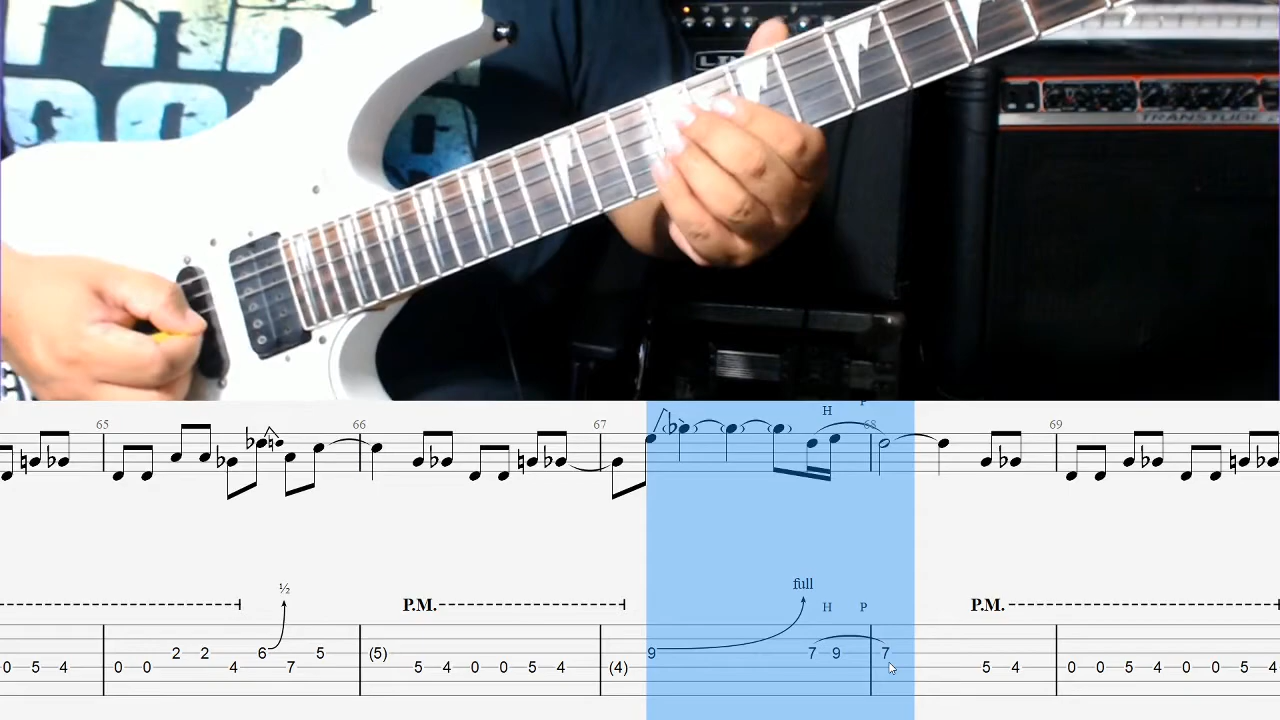 LINE
TRANSTUBE
65
66
67
H
P
68
69
½
full
P.M.
P.M.
H
P
0 5 4 0 0 2 2 4 6 7 5 (5) 5 4 0 0 5 4 (4) 9 7 9 7 5 4 0 0 5 4 0 0 5 4